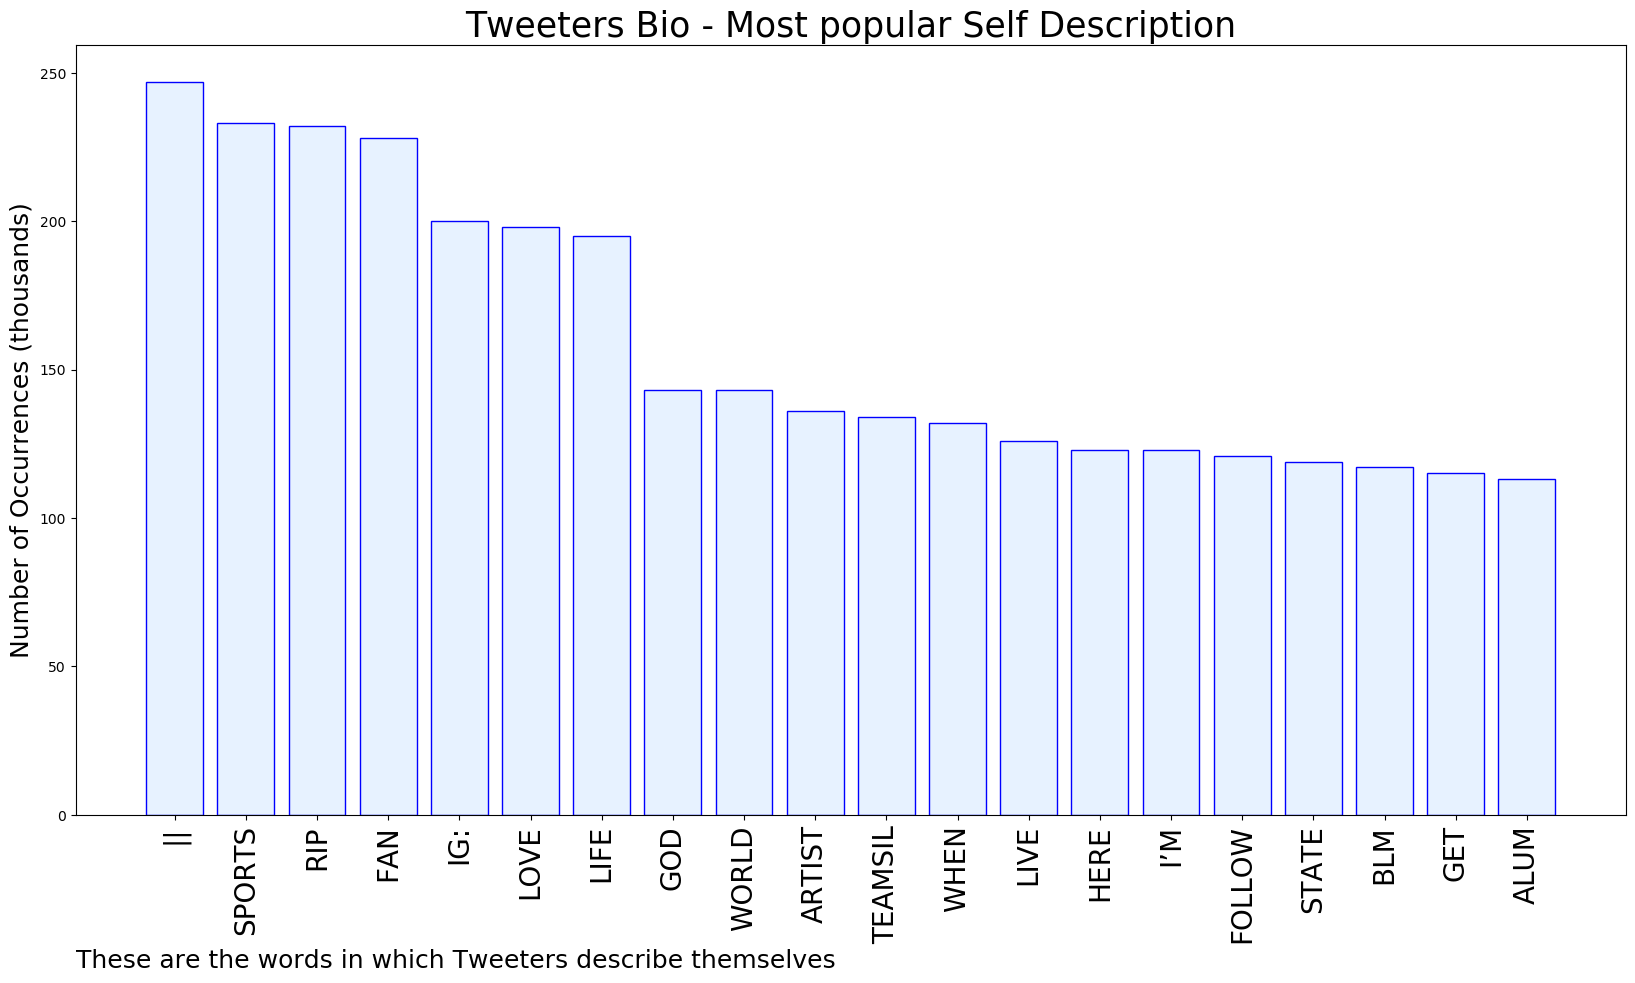 Tweeters Bio - Most popular Self Description
Number of Occurrences (thousands)
250
200
150
100
50
0
||
SPORTS
RIP
FAN
IG:
LOVE
LIFE
GOD
WORLD
ARTIST
TEAMSIL
WHEN
LIVE
HERE
I’M
FOLLOW
STATE
BLM
GET
ALUM
These are the words in which Tweeters describe themselves